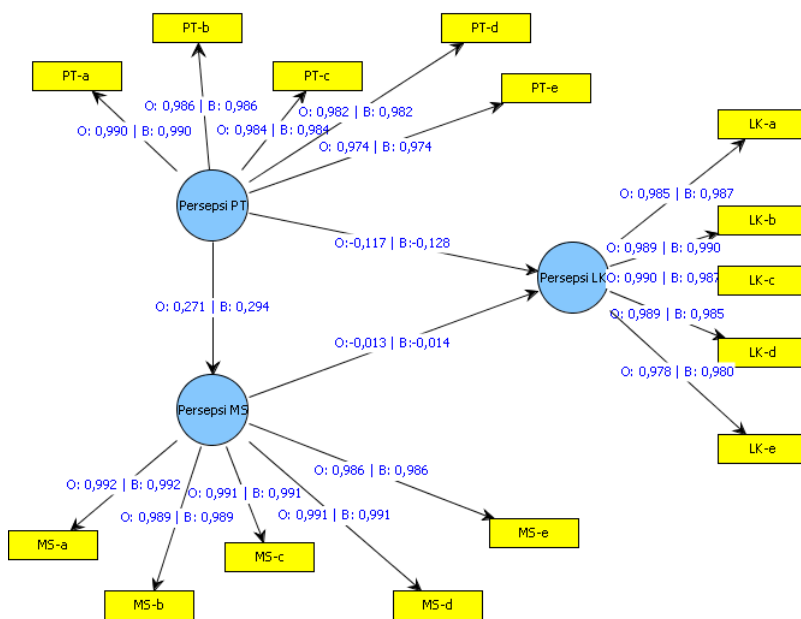 PT-b
PT-d
PT-a
PT-c
PT-e
O: 0,986 | B: 0,986
O: 0,982 | B: 0,982
O: 0,990 | B: 0,990
O: 0,984 | B: 0,984
O: 0,974 | B: 0,974
LK-a
O: 0,985 | B: 0,987
Persepsi PT
LK-b
O: 0,989 | B: 0,990
O:-0,117 | B:-0,128
Persepsi LK
O: 0,990 | B: 0,987
LK-c
O: 0,271 | B: 0,294
O: 0,989 | B: 0,985
O:-0,013 | B:-0,014
LK-d
O: 0,978 | B: 0,980
Persepsi MS
LK-e
O: 0,986 | B: 0,986
O: 0,992 | B: 0,992
O: 0,991 | B: 0,991
O: 0,989 | B: 0,989
O: 0,991 | B: 0,991
MS-e
MS-a
MS-c
MS-b
MS-d